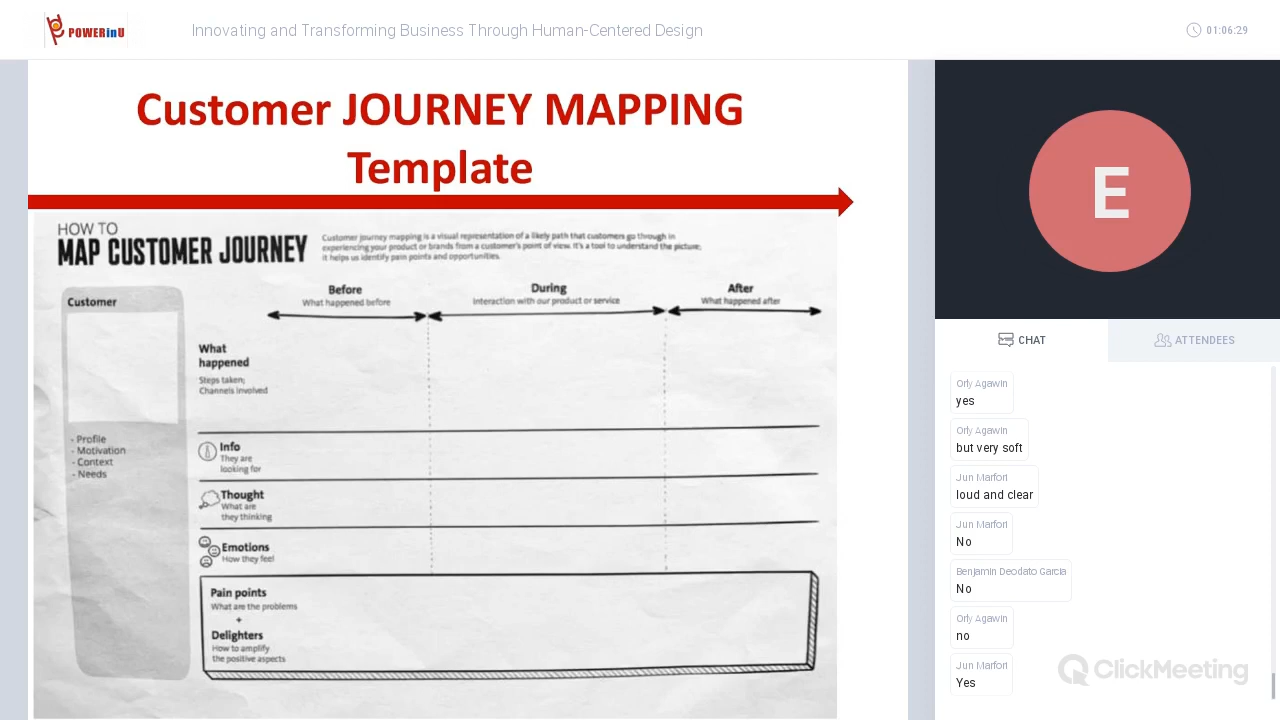 POWERinU
Innovating and Transforming Business Through Human-Centered Design
01:06:29
Customer JOURNEY MAPPING
Template
HOW TO
MAP CUSTOMER JOURNEY
Customer journey mapping is a visual representation of a likely path that customers go through in
experiencing your product or brands from a customer's point of view. It's a tool to understand the picture;
it helps us identify pain points and opportunities.
Customer
- Profile
- Motivation
- Context
- Needs
Before
What happened before
During
Interaction with our product or service
After
What happened after
What
happened
Steps taken;
Channels involved
Info
They are
looking for
Thought
What are
they thinking
Emotions
How they feel
Pain points
What are the problems
+
Delighters
How to amplify
the positive aspects
E
CHAT
ATTENDEES
Orly Agawin
yes
Orly Agawin
but very soft
Jun Marfori
loud and clear
Jun Marfori
No
Benjamin Deodato Garcia
No
Orly Agawin
no
Jun Marfori
Yes
ClickMeeting